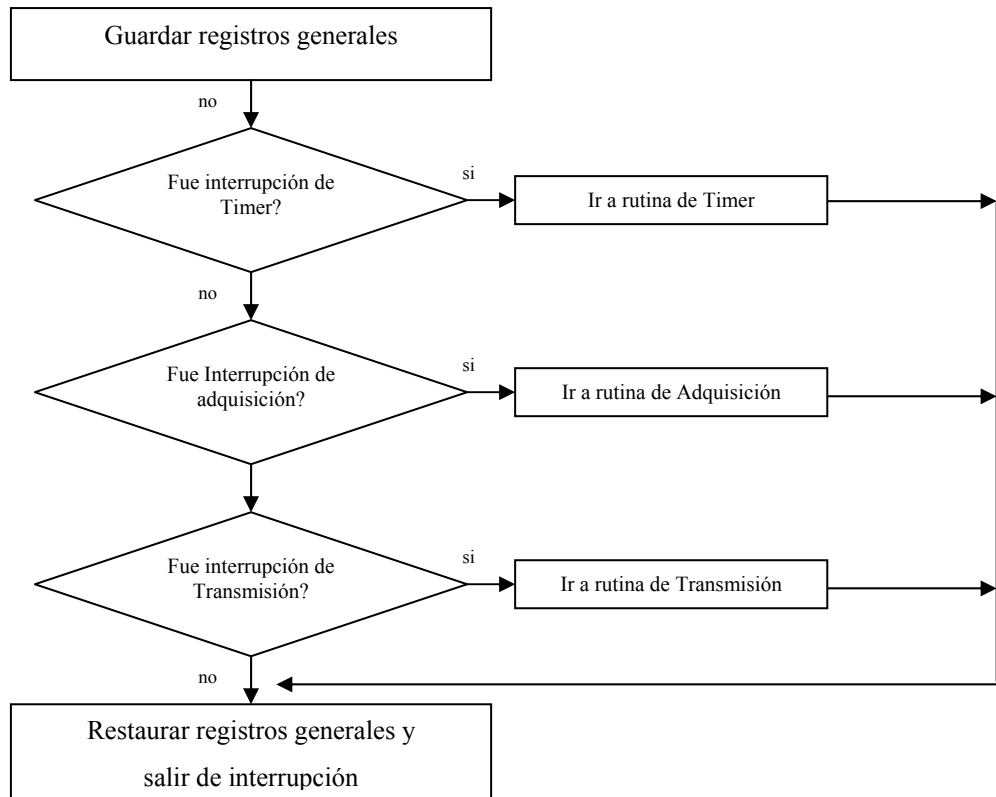 Guardar registros generales
no
Fue interrupción de
Timer?
si
Ir a rutina de Timer
no
Fue Interrupción de
adquisición?
si
Ir a rutina de Adquisición
Fue interrupción de
Transmisión?
si
Ir a rutina de Transmisión
no
Restaurar registros generales y
salir de interrupción